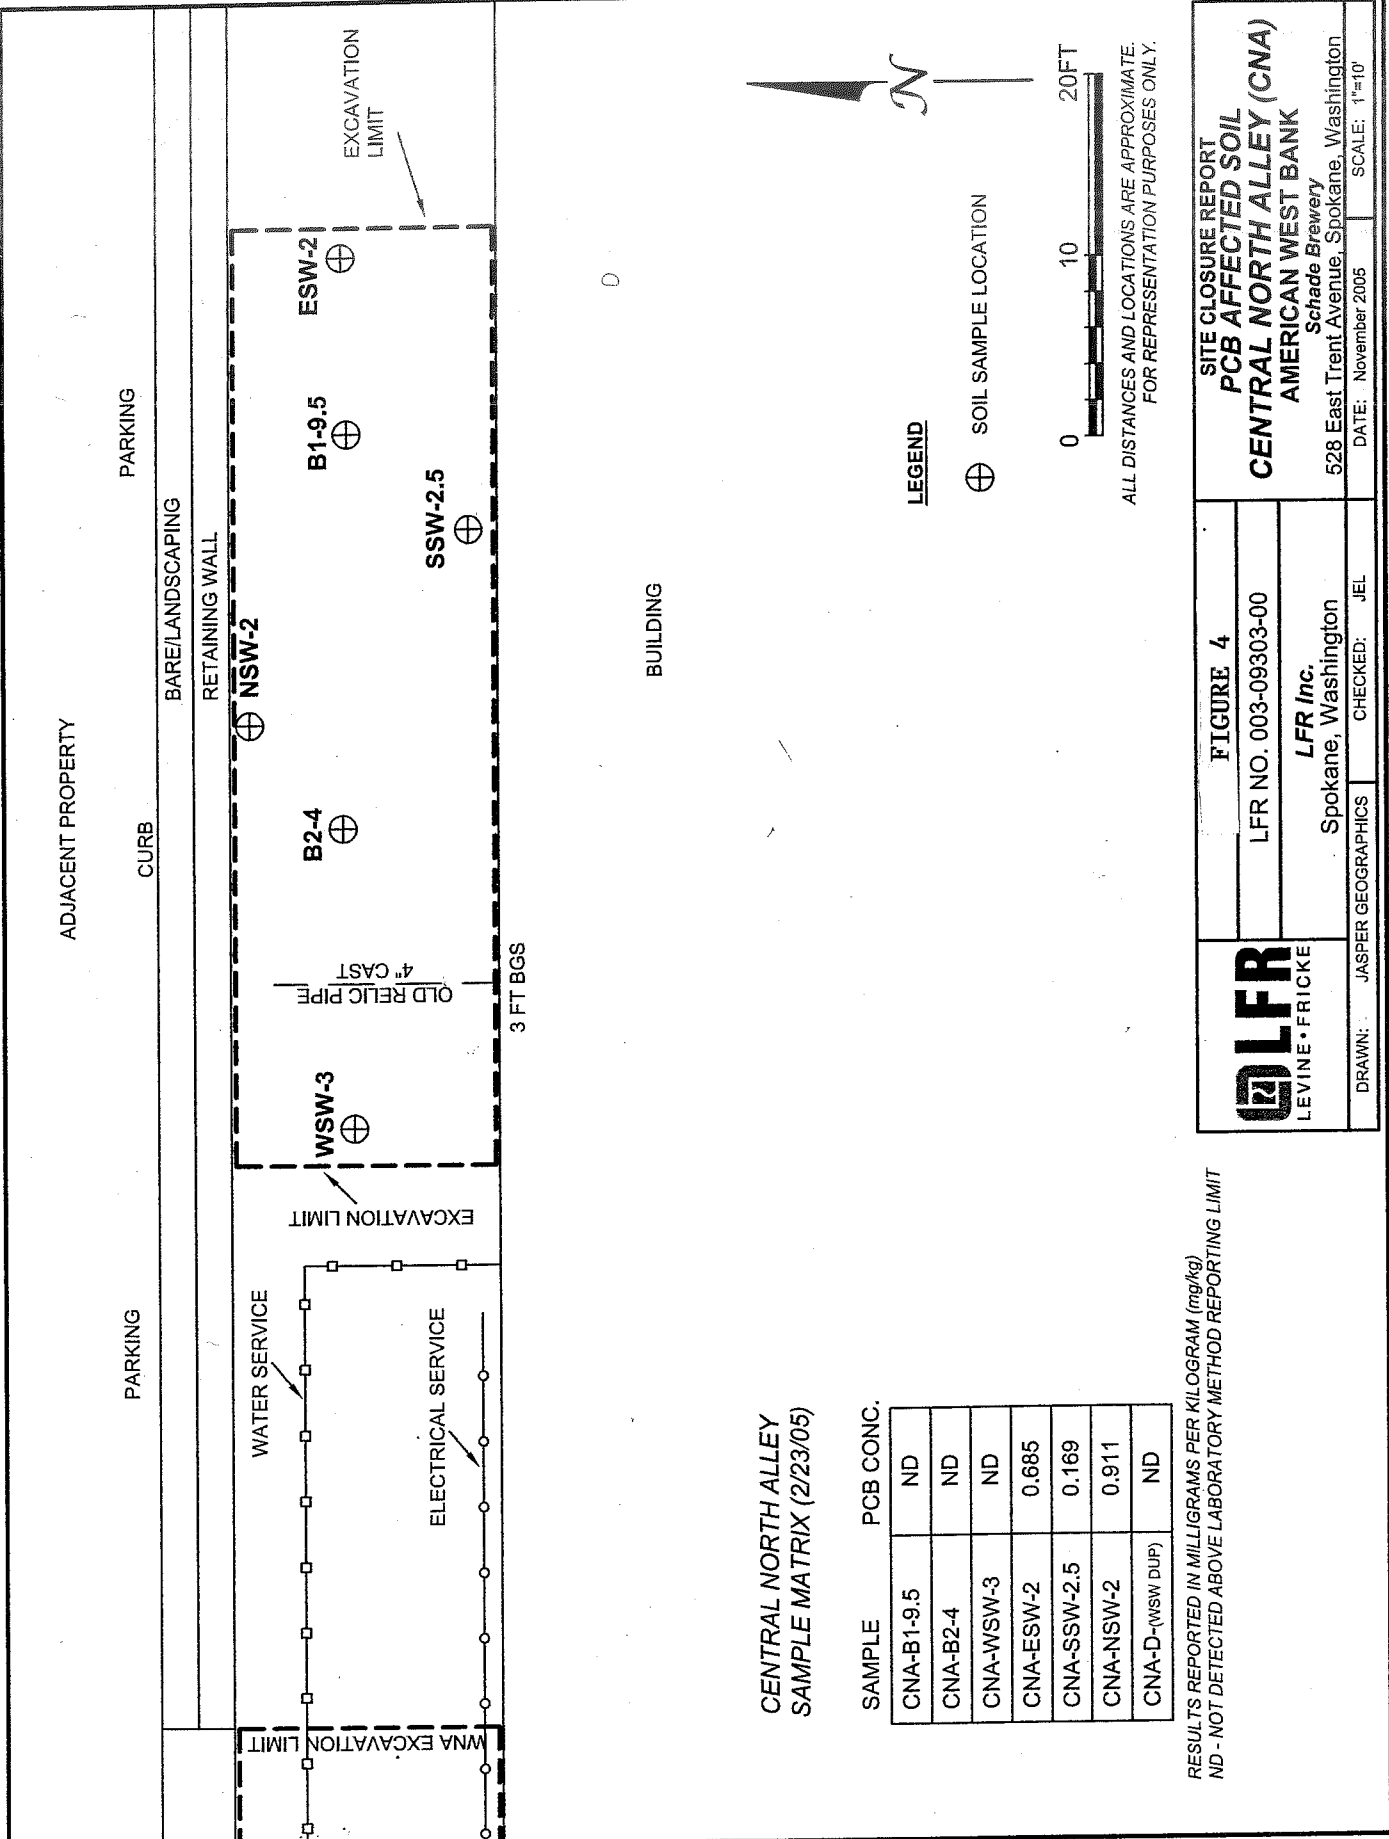 ADJACENT PROPERTY
PARKING
CURB
PARKING
BARE/LANDSCAPING
RETAINING WALL
WATER SERVICE
ELECTRICAL SERVICE
WNA EXCAVATION LIMIT
EXCAVATION LIMIT
WSW-3
OLD RELIC PIPE
4" CAST
3 FT BGS
B2-4
NSW-2
SSW-2.5
B1-9.5
ESW-2
EXCAVATION
LIMIT
BUILDING
CENTRAL NORTH ALLEY
SAMPLE MATRIX (2/23/05)
SAMPLE PCB CONC.
CNA-B1-9.5 ND
CNA-B2-4 ND
CNA-WSW-3 ND
CNA-ESW-2 0.685
CNA-SSW-2.5 0.169
CNA-NSW-2 0.911
CNA-D-(WSW DUP) ND
RESULTS REPORTED IN MILLIGRAMS PER KILOGRAM (mg/kg)
ND - NOT DETECTED ABOVE LABORATORY METHOD REPORTING LIMIT
N
LEGEND
SOIL SAMPLE LOCATION
0 10 20FT
ALL DISTANCES AND LOCATIONS ARE APPROXIMATE.
FOR REPRESENTATION PURPOSES ONLY.
LFR
LEVINE•FRICKE
FIGURE 4
LFR NO. 003-09303-00
LFR Inc.
Spokane, Washington
SITE CLOSURE REPORT
PCB AFFECTED SOIL
CENTRAL NORTH ALLEY (CNA)
AMERICAN WEST BANK
Schade Brewery
528 East Trent Avenue, Spokane, Washington
DRAWN: JASPER GEOGRAPHICS CHECKED: JEL DATE: November 2005 SCALE: 1"=10'